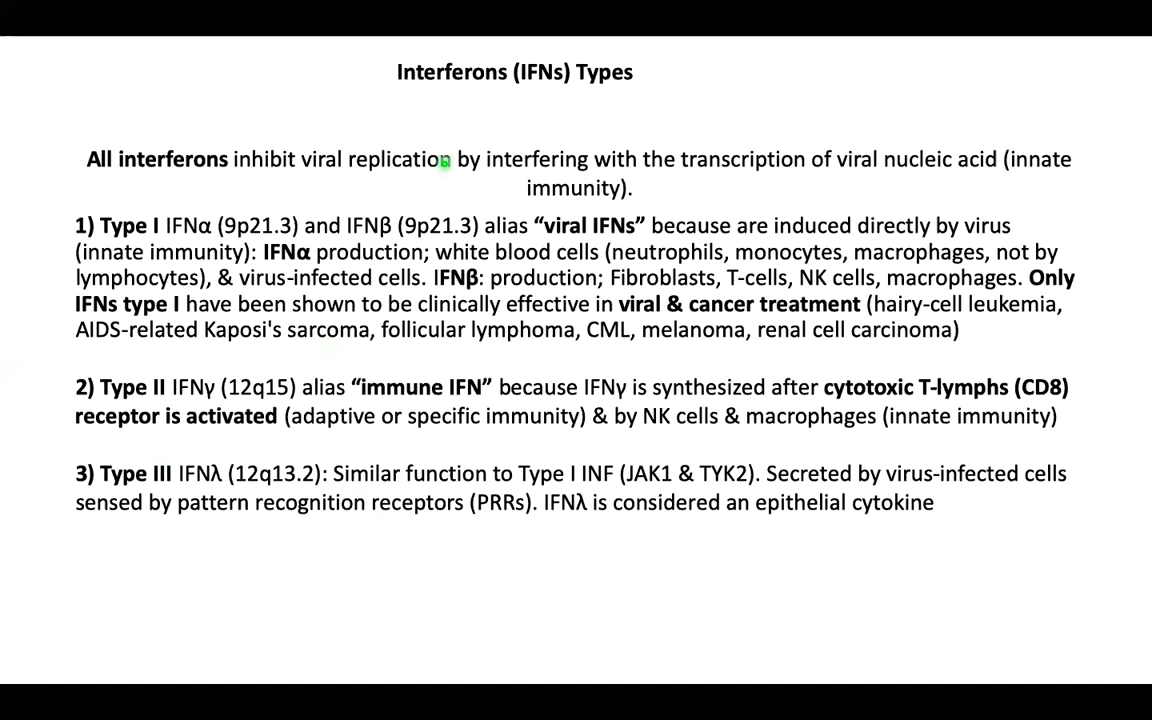 Interferons (IFNs) Types
All interferons inhibit viral replication by interfering with the transcription of viral nucleic acid (innate
immunity).
1) Type I IFNα (9p21.3) and IFNβ (9p21.3) alias “viral IFNs” because are induced directly by virus
(innate immunity): IFNα production; white blood cells (neutrophils, monocytes, macrophages, not by
lymphocytes), & virus-infected cells. IFNβ: production; Fibroblasts, T-cells, NK cells, macrophages. Only
IFNs type I have been shown to be clinically effective in viral & cancer treatment (hairy-cell leukemia,
AIDS-related Kaposi's sarcoma, follicular lymphoma, CML, melanoma, renal cell carcinoma)
2) Type II IFNγ (12q15) alias “immune IFN” because IFNγ is synthesized after cytotoxic T-lymphs (CD8)
receptor is activated (adaptive or specific immunity) & by NK cells & macrophages (innate immunity)
3) Type III IFNλ (12q13.2): Similar function to Type I INF (JAK1 & TYK2). Secreted by virus-infected cells
sensed by pattern recognition receptors (PRRs). IFNλ is considered an epithelial cytokine